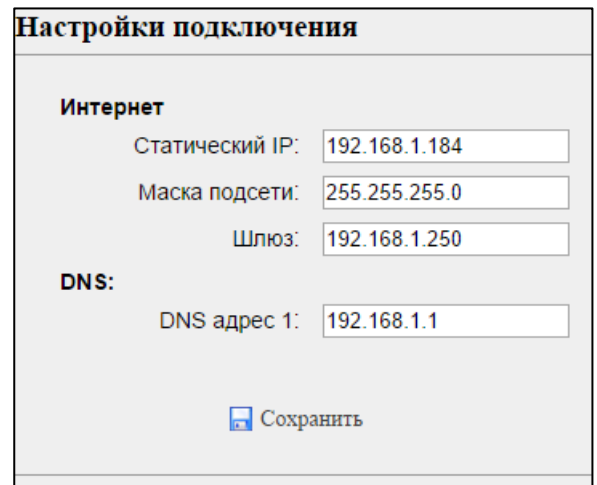 Настройки подключения
Интернет
Статический IP: 192.168.1.184
Маска подсети: 255.255.255.0
Шлюз: 192.168.1.250
DNS:
DNS адрес 1: 192.168.1.1
Сохранить